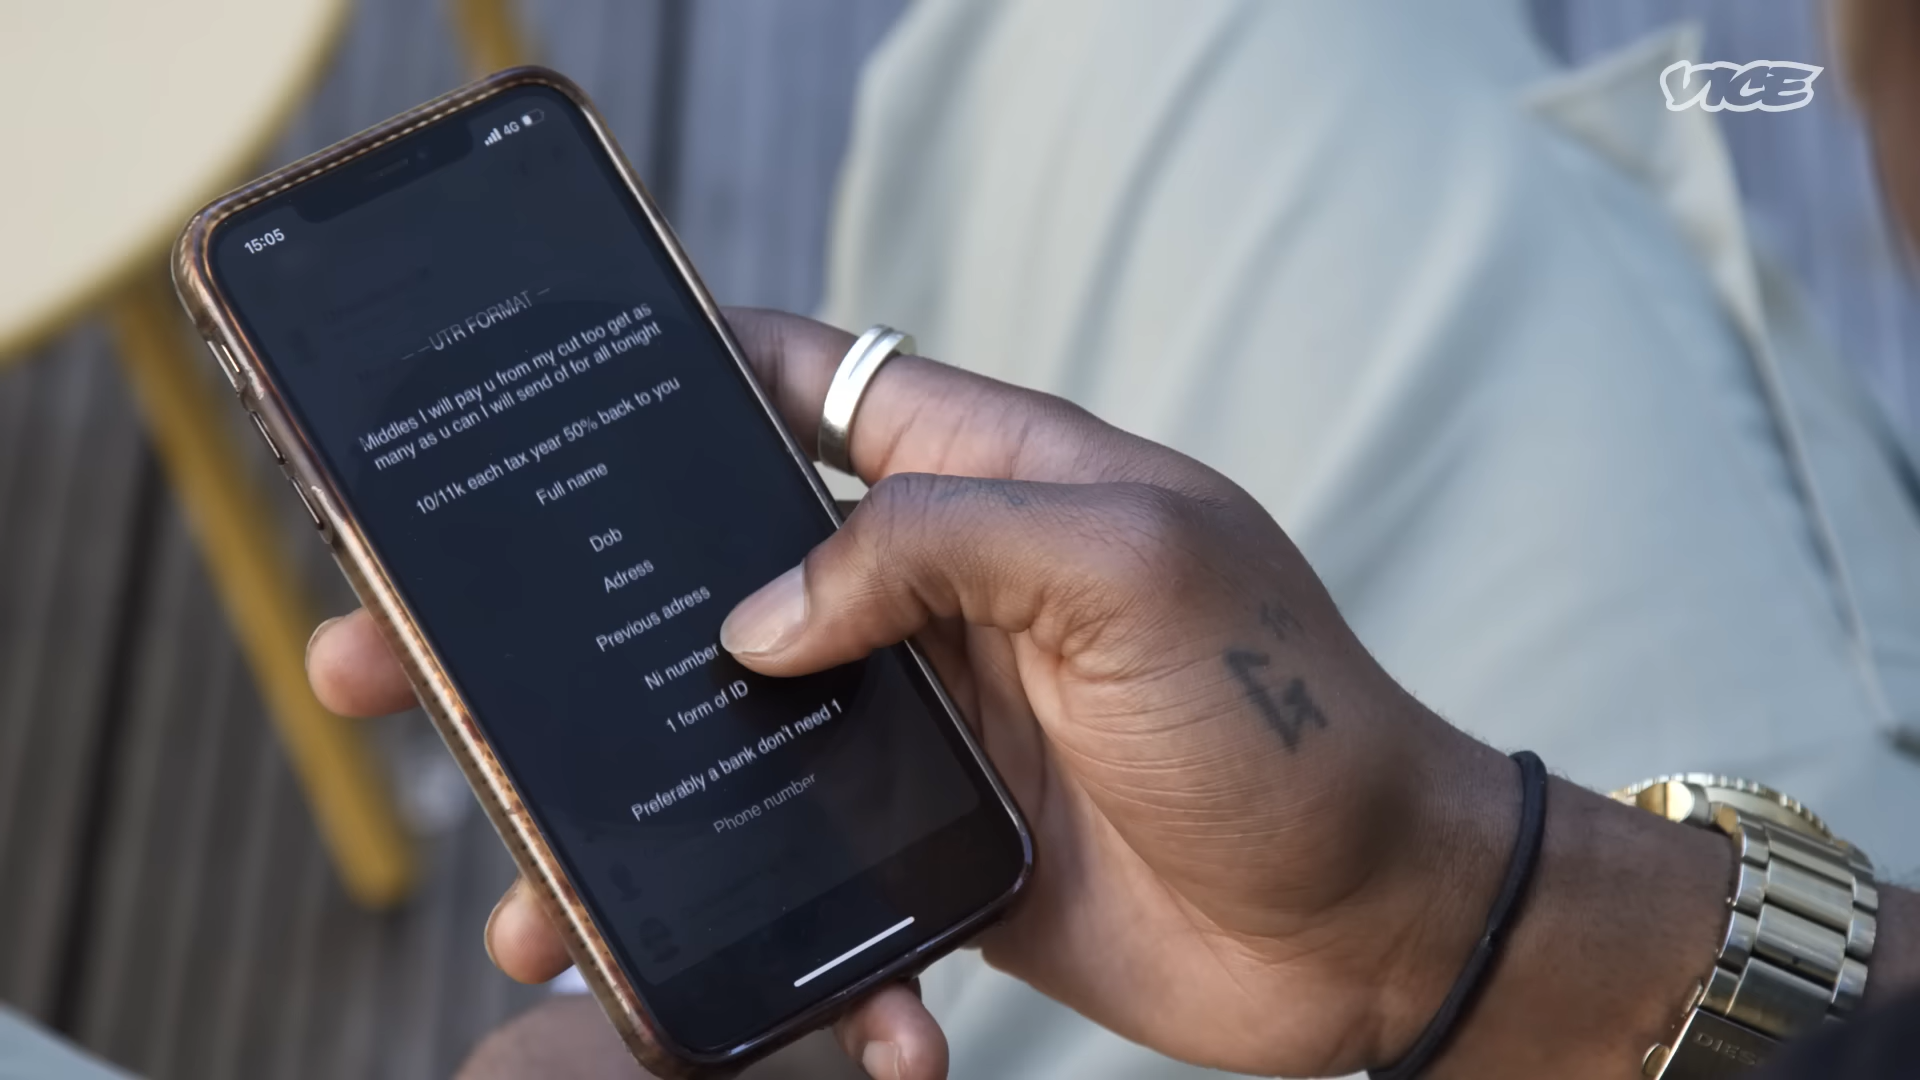 VICE
4G
15:05
— —UTR FORMAT —
Middles I will pay u from my cut too get as
many as u can I will send of for all tonight
10/11k each tax year 50% back to you
Full name
Dob
Adress
Previous adress
Ni number
1 form of ID
Preferably a bank don't need 1
Phone number